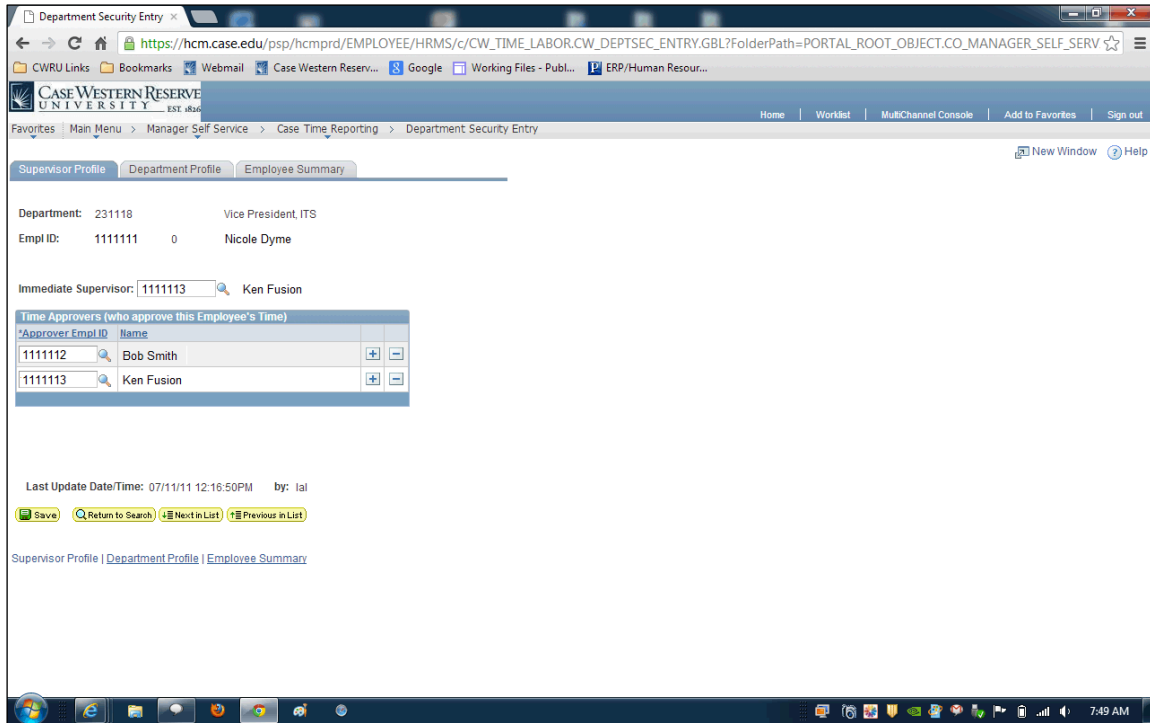 Department Security Entry
https://hcm.case.edu/psp/hcmprd/EMPLOYEE/HRMS/c/CW_TIME_LABOR.CW_DEPTSEC_ENTRY.GBL?FolderPath=PORTAL_ROOT_OBJECT.CO_MANAGER_SELF_SERV
CWRU Links Bookmarks Webmail Case Western Reserv... Google Working Files - Publ... ERP/Human Resour...
CASE WESTERN RESERVE
UNIVERSITY EST. 1826
Home | Worklist | MultiChannel Console | Add to Favorites | Sign out
Favorites Main Menu > Manager Self Service > Case Time Reporting > Department Security Entry
New Window ? Help
Supervisor Profile Department Profile Employee Summary
Department: 231118 Vice President, ITS
Empl ID: 1111111 0 Nicole Dyme
Immediate Supervisor: 1111113 Ken Fusion
Time Approvers (who approve this Employee's Time)
*Approver Empl ID Name
1111112 Bob Smith + -
1111113 Ken Fusion + -
Last Update Date/Time: 07/11/11 12:16:50PM by: lal
Save Return to Search Next in List Previous in List
Supervisor Profile | Department Profile | Employee Summary
7:49 AM